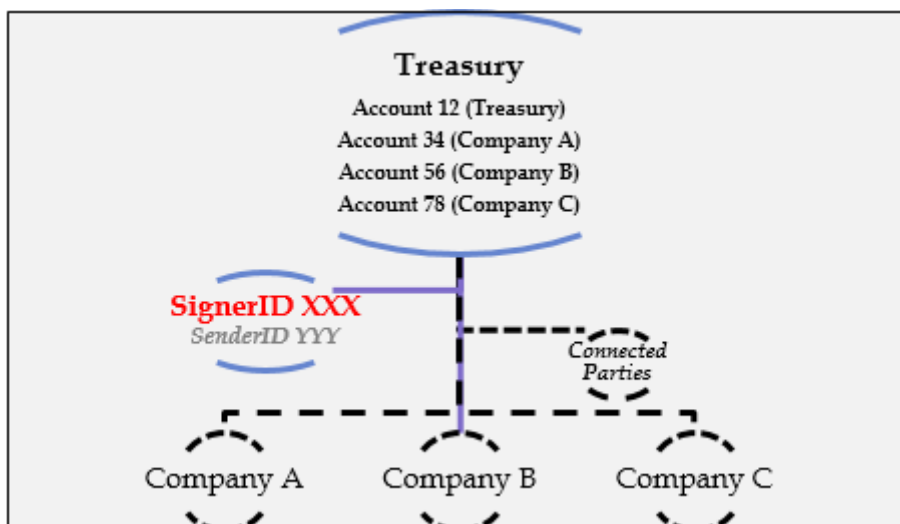 Treasury
Account 12 (Treasury)
Account 34 (Company A)
Account 56 (Company B)
Account 78 (Company C)
SignerID XXX
SenderID YYY
Connected
Parties
Company A
Company B
Company C